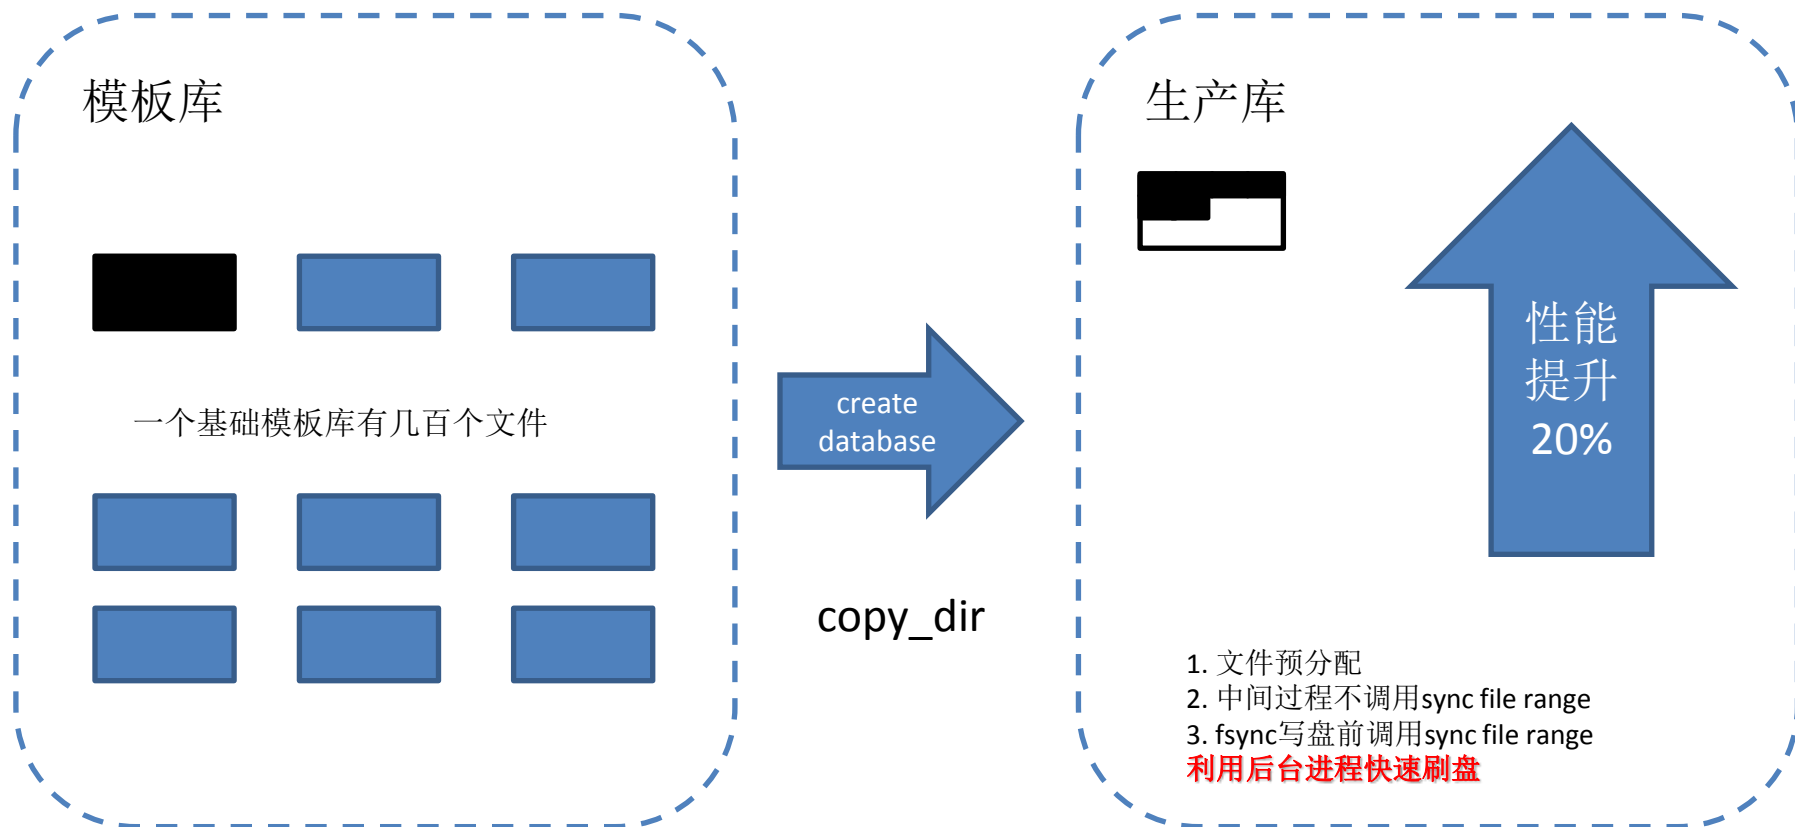 模板库
一个基础模板库有几百个文件
create
database
copy_dir
生产库
性能
提升
20%
1. 文件预分配
2. 中间过程不调用sync file range
3. fsync写盘前调用sync file range
利用后台进程快速刷盘